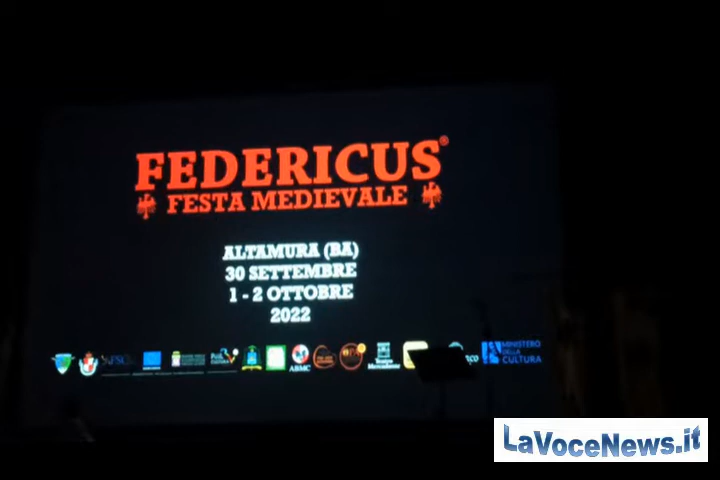 FEDERICUS®
FESTA MEDIEVALE
ALTAMURA (BA)
30 SETTEMBRE
1 - 2 OTTOBRE
2022
ABMC
MINISTERO
DELLA
CULTURA
LaVoceNews.it